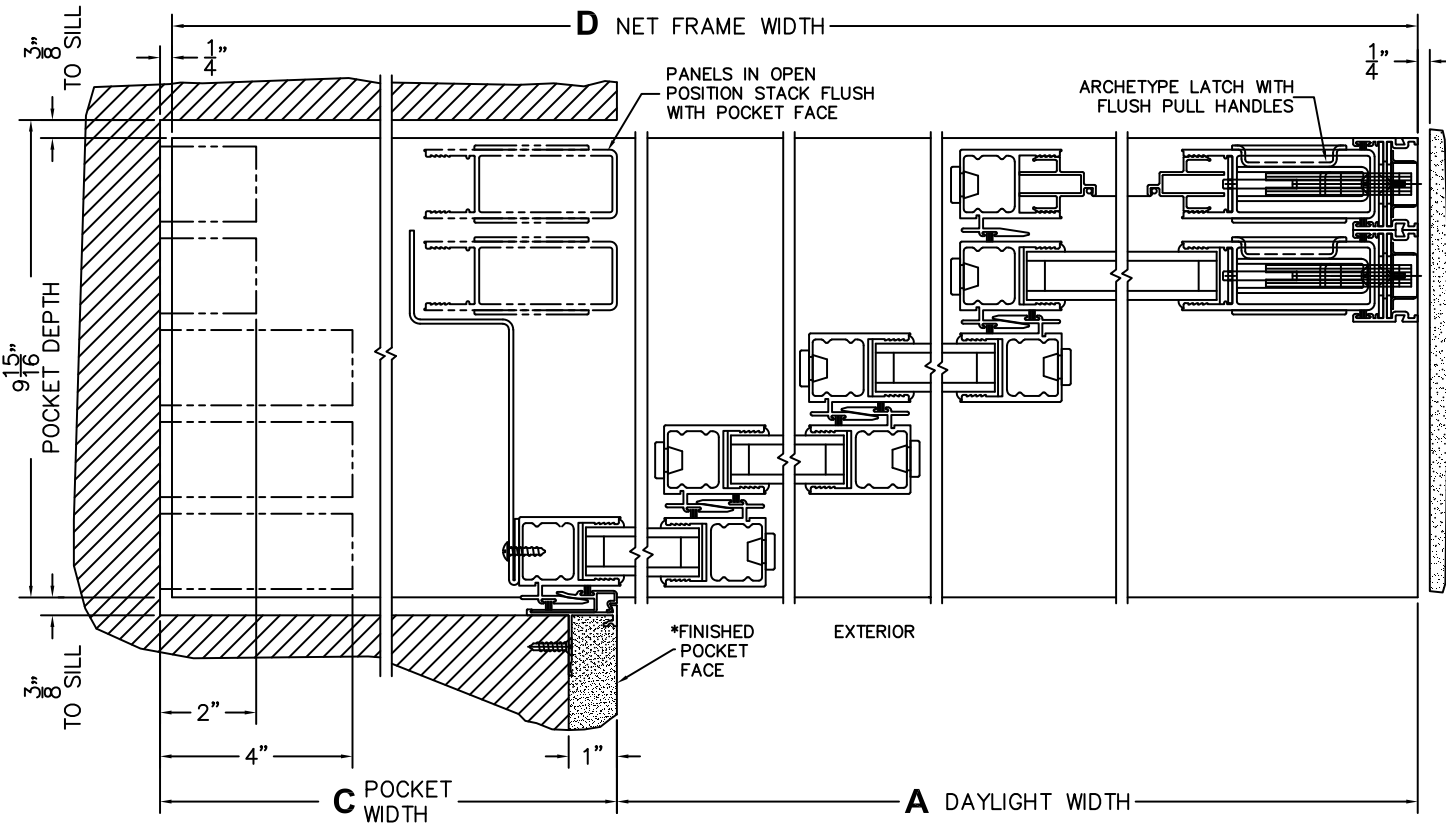 D NET FRAME WIDTH
3/8" TO SILL
1/4"
1/4"
PANELS IN OPEN
POSITION STACK FLUSH
WITH POCKET FACE
ARCHETYPE LATCH WITH
FLUSH PULL HANDLES
9 15/16"
POCKET DEPTH
*FINISHED
POCKET
FACE
EXTERIOR
3/8" TO SILL
2"
4"
1"
C POCKET
WIDTH
A DAYLIGHT WIDTH